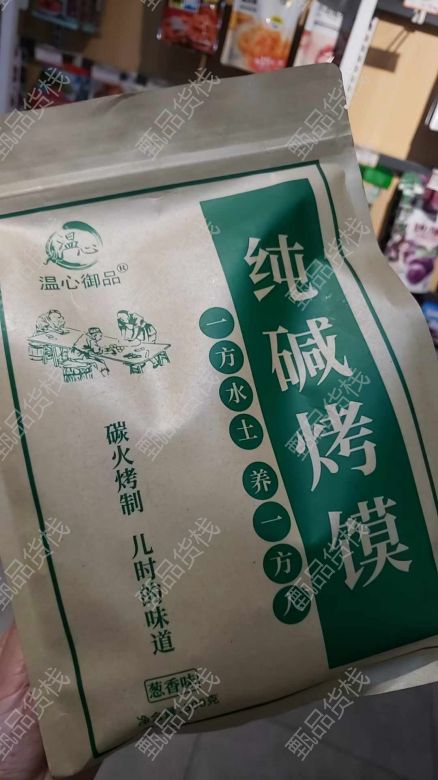 温心
温心御品®
纯碱烤馍
一方水土 养一方人
碳火烤制 儿时的味道
葱香味
甄品货栈